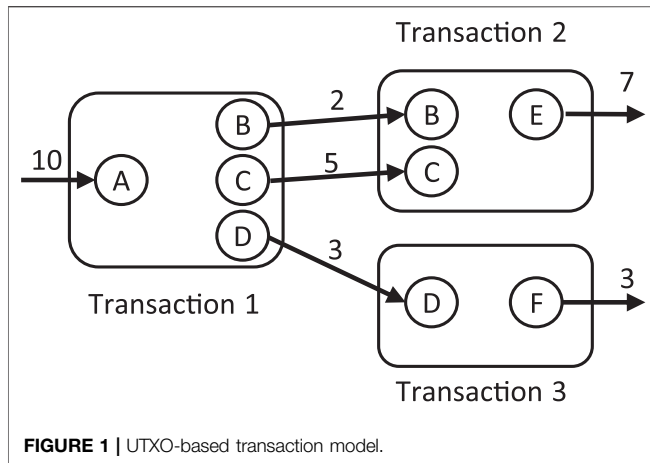 Transaction 2
10
A
B
C
D
2
5
3
B
C
E
7
Transaction 1
D
F
3
Transaction 3
FIGURE 1 | UTXO-based transaction model.